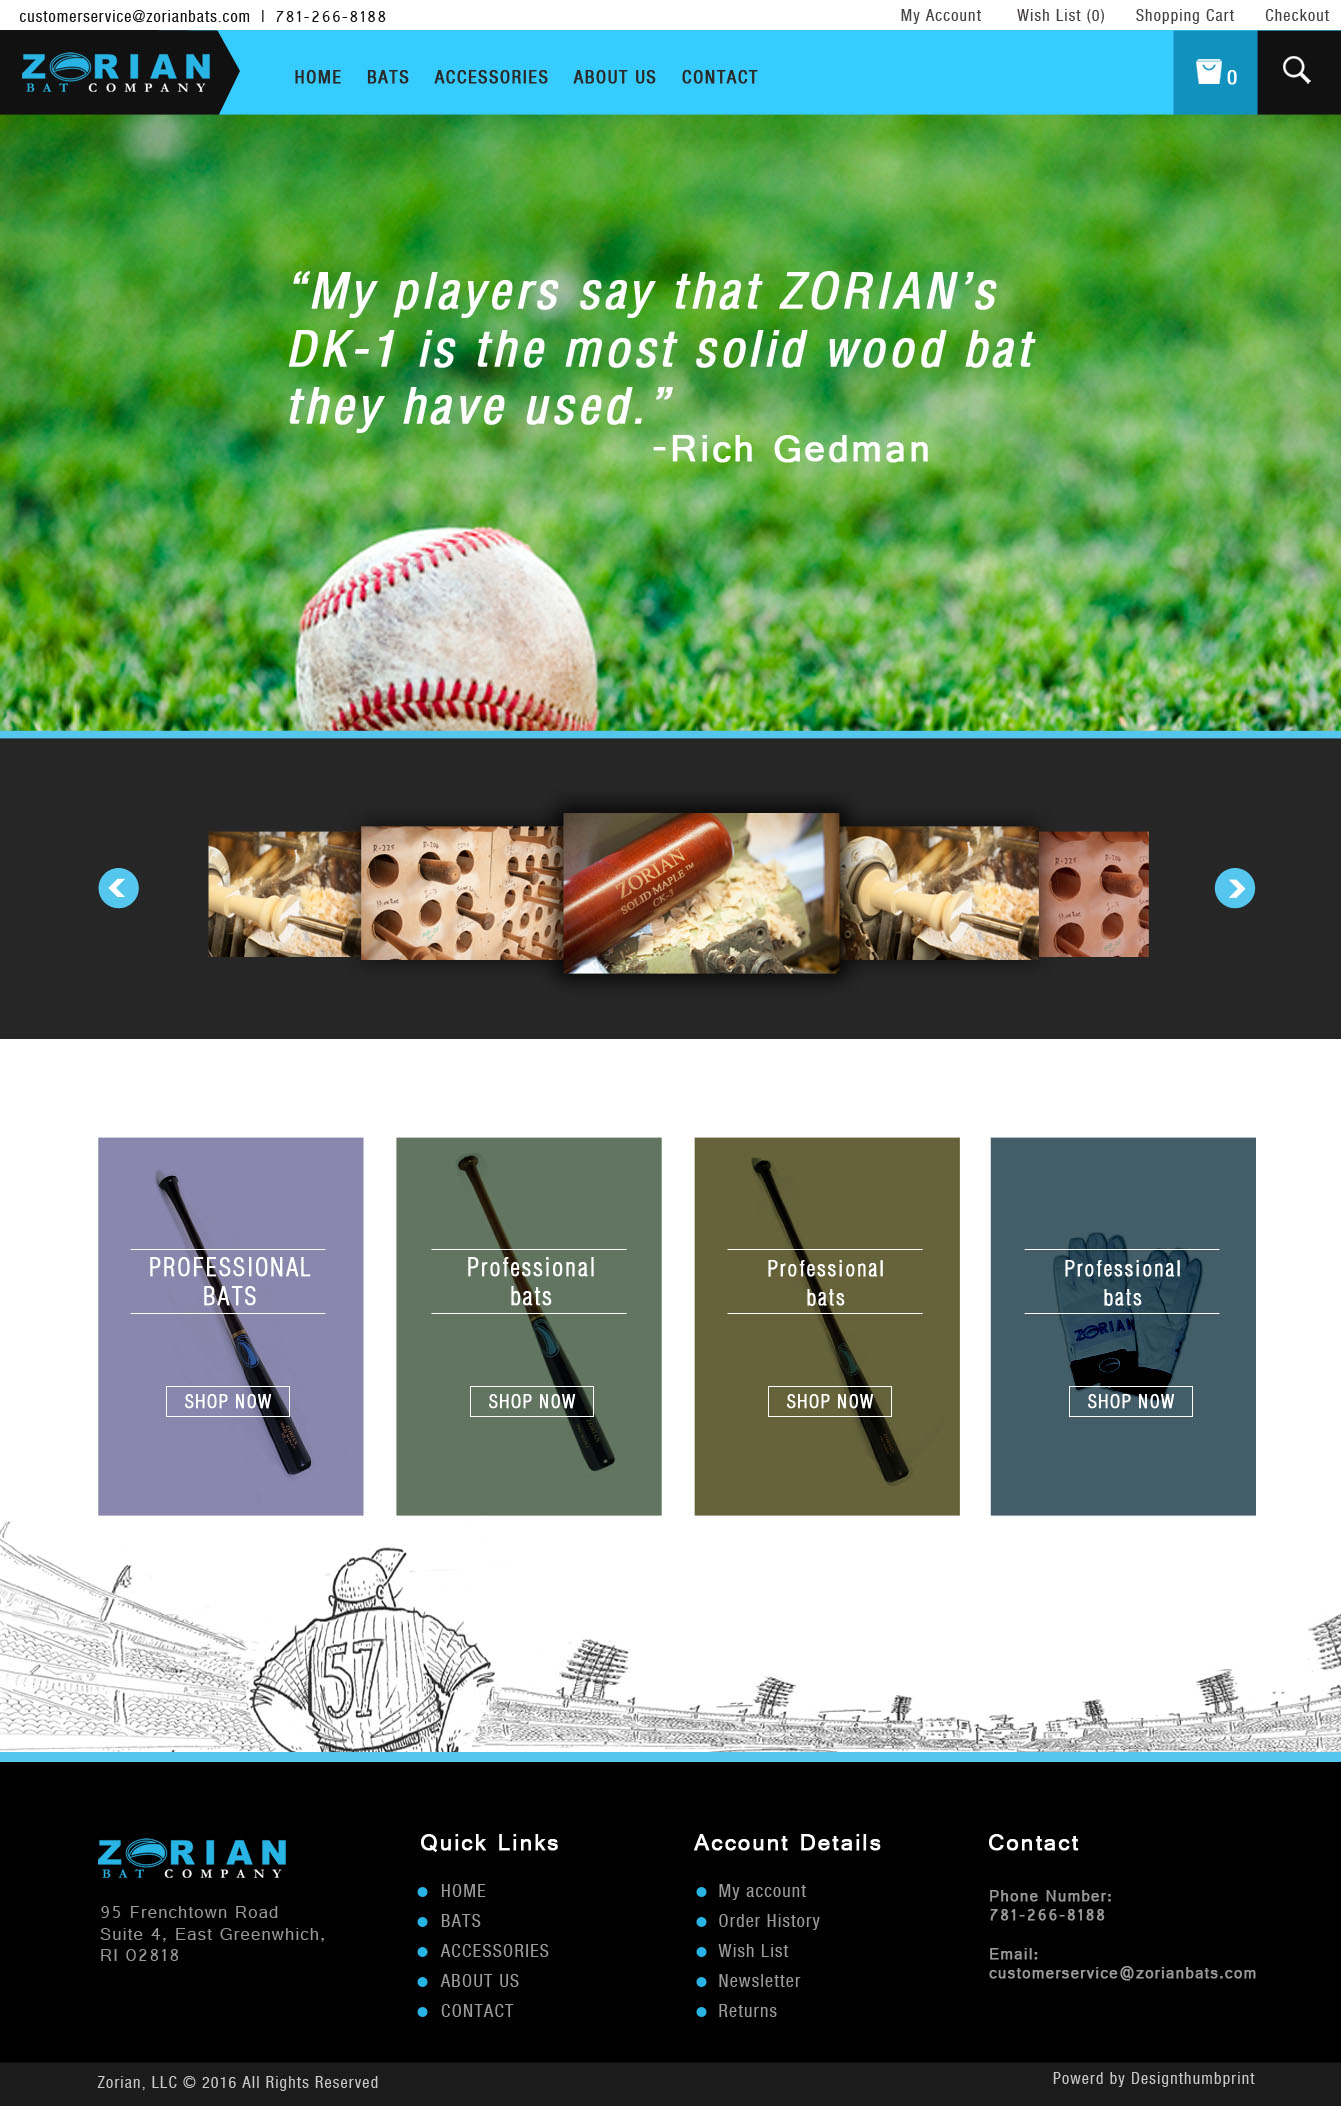 customerservice@zorianbats.com | 781-266-8188
My Account Wish List (0) Shopping Cart Checkout
ZORIAN
BAT COMPANY
HOME BATS ACCESSORIES ABOUT US CONTACT
0
“My players say that ZORIAN’s
DK-1 is the most solid wood bat
they have used.”
-Rich Gedman
R-225
R-225
ZORIAN
SOLID MAPLE™
CK-3
PROFESSIONAL
BATS
SHOP NOW
Professional
bats
SHOP NOW
Professional
bats
SHOP NOW
Professional
bats
ZORIAN
SHOP NOW
57
ZORIAN
BAT COMPANY
95 Frenchtown Road
Suite 4, East Greenwhich,
RI 02818
Quick Links
HOME
BATS
ACCESSORIES
ABOUT US
CONTACT
Account Details
My account
Order History
Wish List
Newsletter
Returns
Contact
Phone Number:
781-266-8188
Email:
customerservice@zorianbats.com
Zorian, LLC © 2016 All Rights Reserved
Powerd by Designthumbprint